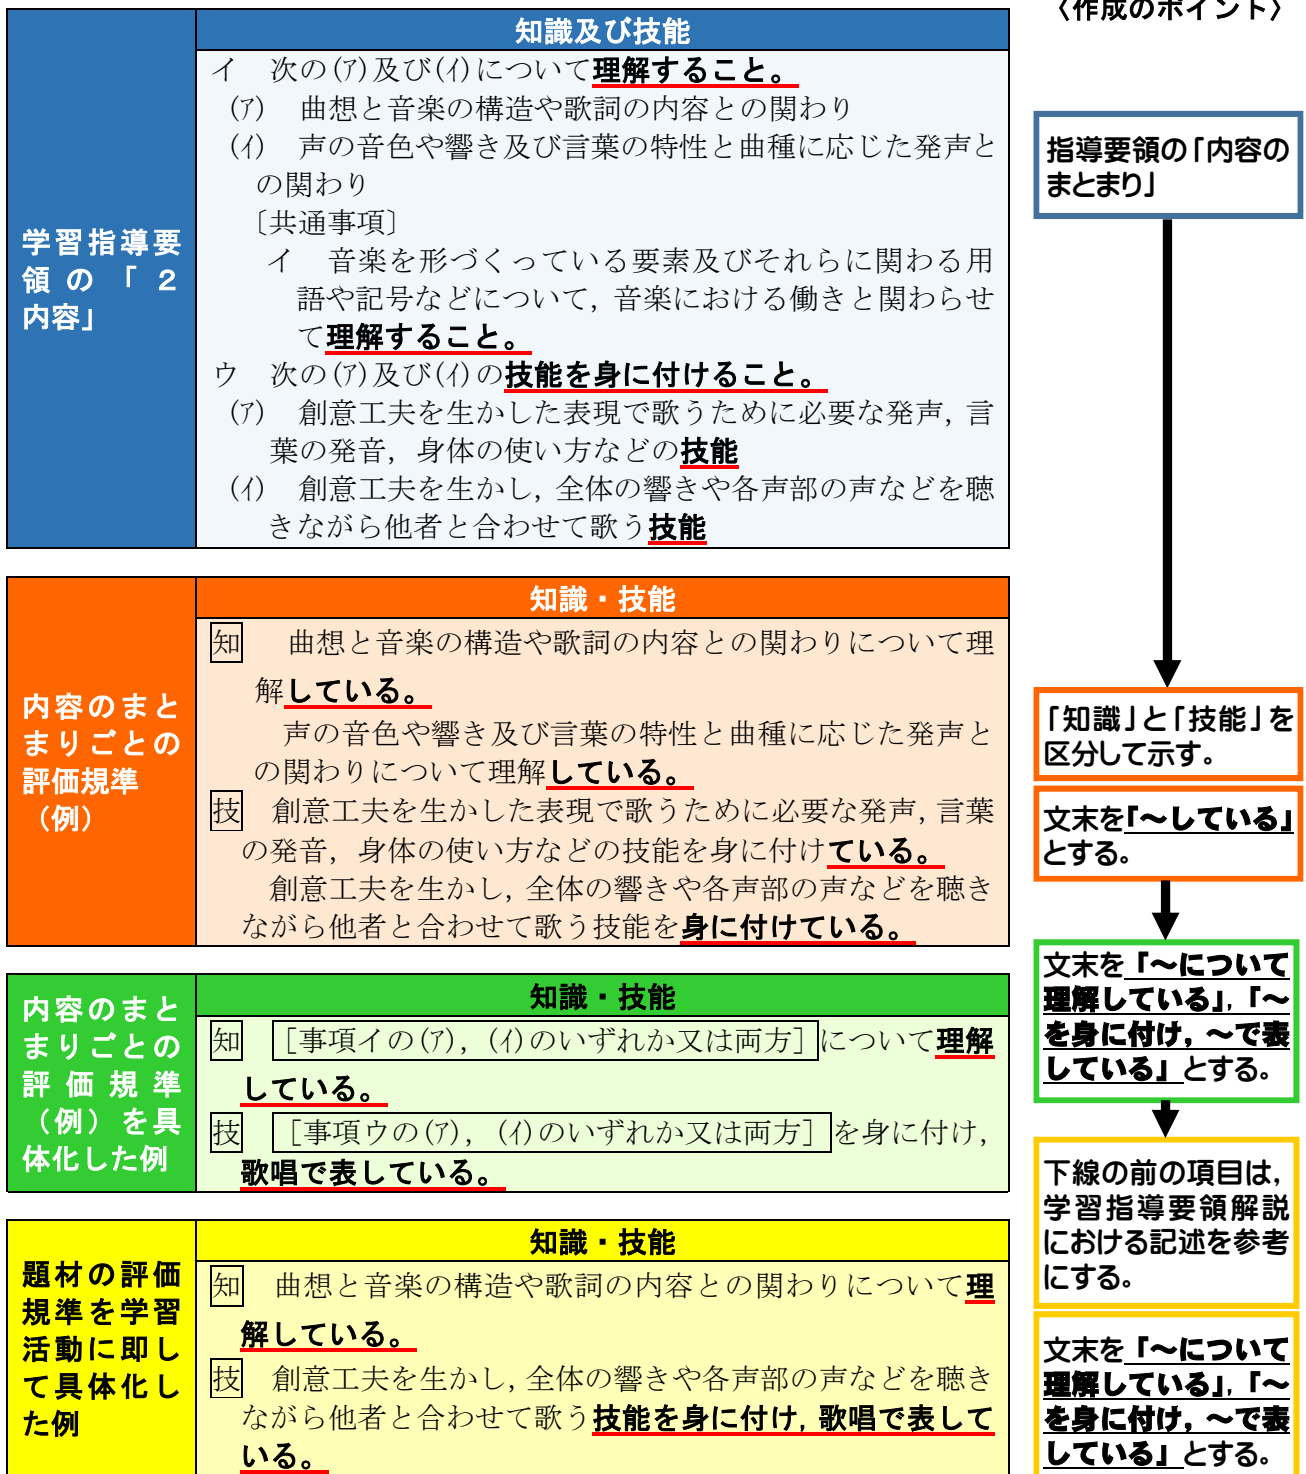 〈作成のポイント〉
知識及び技能
学習指導要
領の「２
内容」
イ　次の(ｱ)及び(ｲ)について理解すること。
(ｱ)　曲想と音楽の構造や歌詞の内容との関わり
(ｲ)　声の音色や響き及び言葉の特性と曲種に応じた発声と
の関わり
〔共通事項〕
イ　音楽を形づくっている要素及びそれらに関わる用
語や記号などについて，音楽における働きと関わらせ
て理解すること。
ウ　次の(ｱ)及び(ｲ)の技能を身に付けること。
(ｱ)　創意工夫を生かした表現で歌うために必要な発声，言
葉の発音，身体の使い方などの技能
(ｲ)　創意工夫を生かし，全体の響きや各声部の声などを聴
きながら他者と合わせて歌う技能
指導要領の「内容の
まとまり」
知識・技能
内容のまと
まりごとの
評価規準
（例）
知　曲想と音楽の構造や歌詞の内容との関わりについて理
解している。
声の音色や響き及び言葉の特性と曲種に応じた発声と
の関わりについて理解している。
技　創意工夫を生かした表現で歌うために必要な発声，言葉
の発音，身体の使い方などの技能を身に付けている。
創意工夫を生かし，全体の響きや各声部の声などを聴き
ながら他者と合わせて歌う技能を身に付けている。
「知識」と「技能」を
区分して示す。
文末を「～している」
とする。
知識・技能
内容のまと
まりごとの
評価規準
（例）を具
体化した例
知　［事項イの(ｱ)，(ｲ)のいずれか又は両方］について理解
している。
技　［事項ウの(ｱ)，(ｲ)のいずれか又は両方］を身に付け，
歌唱で表している。
文末を「～について
理解している」，「～
を身に付け，～で表
している」とする。
知識・技能
題材の評価
規準を学習
活動に即し
て具体化し
た例
知　曲想と音楽の構造や歌詞の内容との関わりについて理
解している。
技　創意工夫を生かし，全体の響きや各声部の声などを聴き
ながら他者と合わせて歌う技能を身に付け，歌唱で表して
いる。
下線の前の項目は，
学習指導要領解説
における記述を参考
にする。
文末を「～について
理解している」，「～
を身に付け，～で表
している」とする。